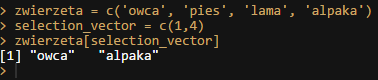 > zwierzeta = c('owca', 'pies', 'lama', 'alpaka')
> selection_vector = c(1,4)
> zwierzeta[selection_vector]
[1] "owca"   "alpaka"
>